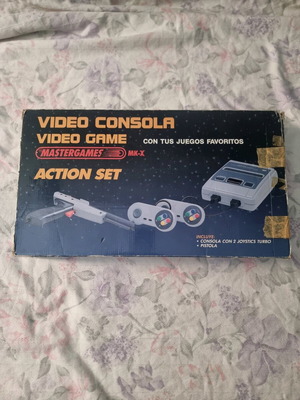 VIDEO CONSOLA
VIDEO GAME
CON TUS JUEGOS FAVORITOS
MASTERGAMES MK-X
ACTION SET
INCLUYE:
• CONSOLA CON 2 JOYSTICS TURBO
• PISTOLA